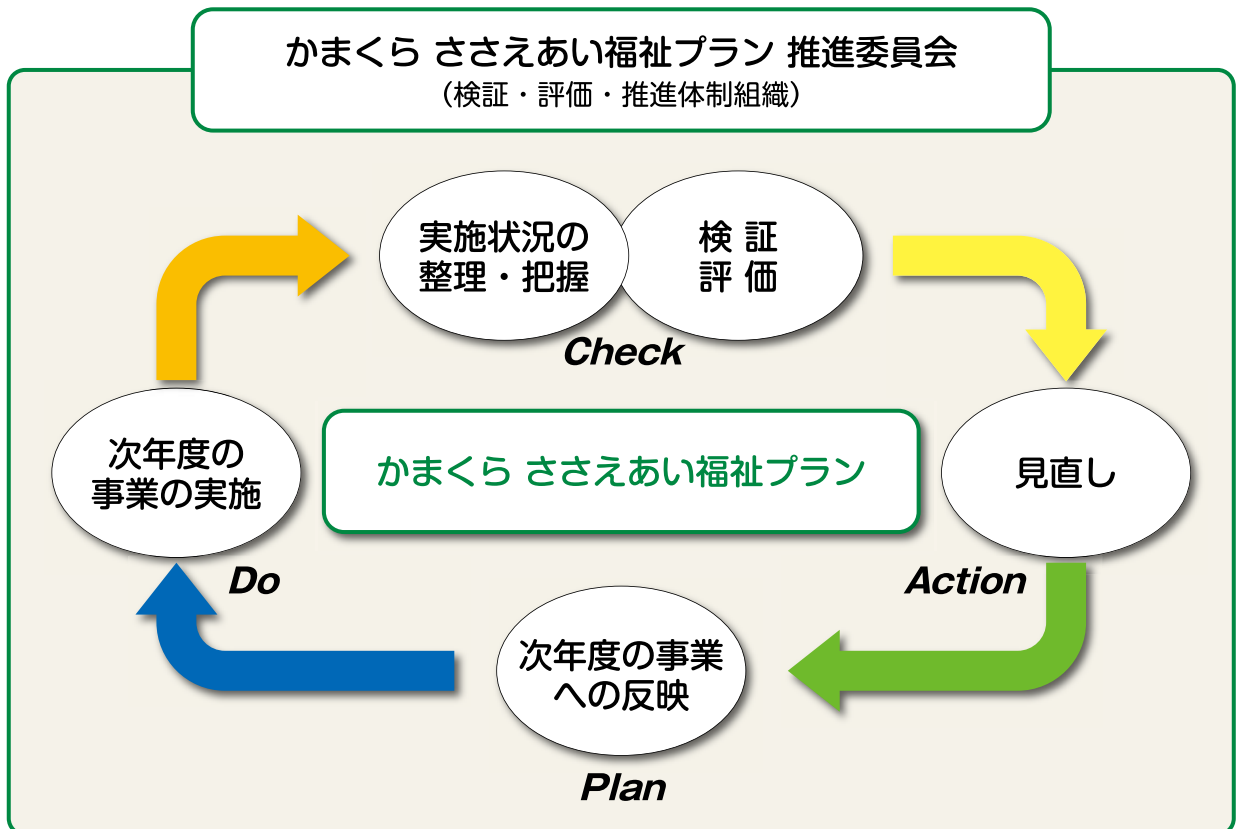 かまくら ささえあい福祉プラン 推進委員会
（検証・評価・推進体制組織）
実施状況の
整理・把握
検 証
評 価
Check
次年度の
事業の実施
Do
かまくら ささえあい福祉プラン
見直し
Action
次年度の事業
への反映
Plan